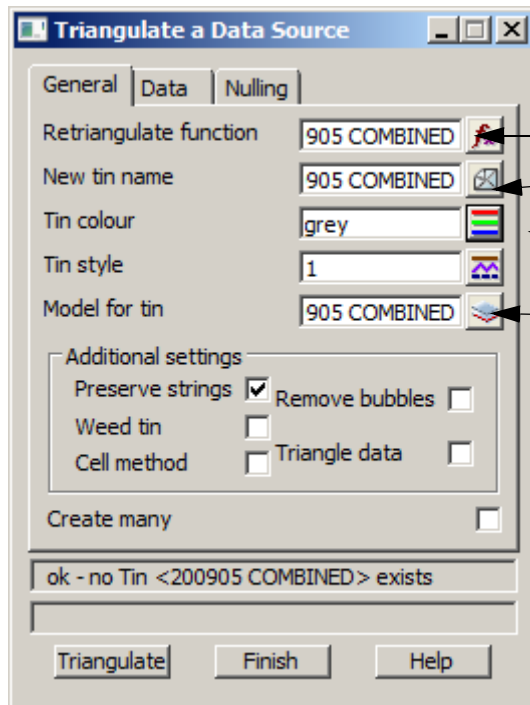 Triangulate a Data Source
General Data Nulling
Retriangulate function 905 COMBINED
New tin name 905 COMBINED
Tin colour grey
Tin style 1
Model for tin 905 COMBINED
Additional settings
Preserve strings Remove bubbles
Weed tin
Cell method Triangle data
Create many
ok - no Tin <200905 COMBINED> exists
Triangulate Finish Help